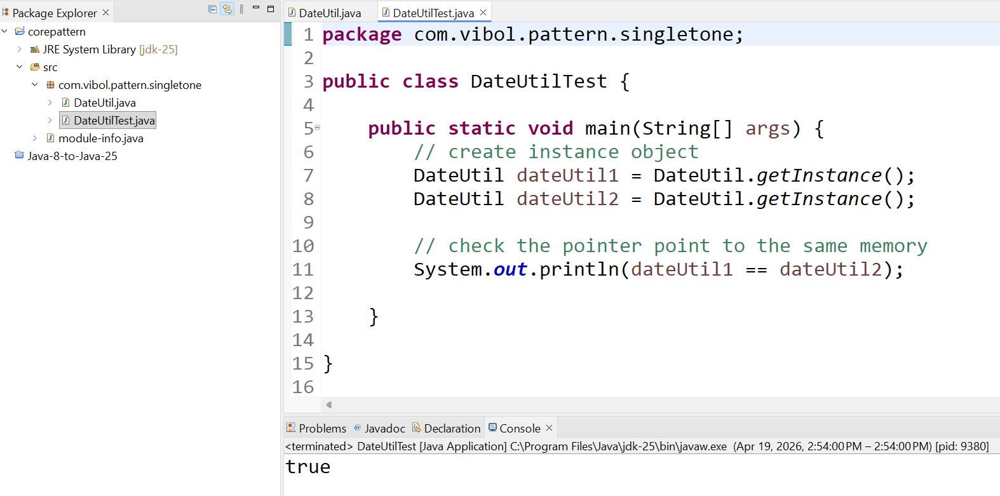 Package Explorer
corepattern
JRE System Library [jdk-25]
src
com.vibol.pattern.singletone
DateUtil.java
DateUtilTest.java
module-info.java
Java-8-to-Java-25
DateUtil.java
DateUtilTest.java
1 package com.vibol.pattern.singletone;
2
3 public class DateUtilTest {
4
5     public static void main(String[] args) {
6         // create instance object
7         DateUtil dateUtil1 = DateUtil.getInstance();
8         DateUtil dateUtil2 = DateUtil.getInstance();
9
10         // check the pointer point to the same memory
11         System.out.println(dateUtil1 == dateUtil2);
12
13     }
14
15 }
16
Problems @ Javadoc Declaration Console
<terminated> DateUtilTest [Java Application] C:\Program Files\Java\jdk-25\bin\javaw.exe (Apr 19, 2026, 2:54:00 PM – 2:54:00 PM) [pid: 9380]
true